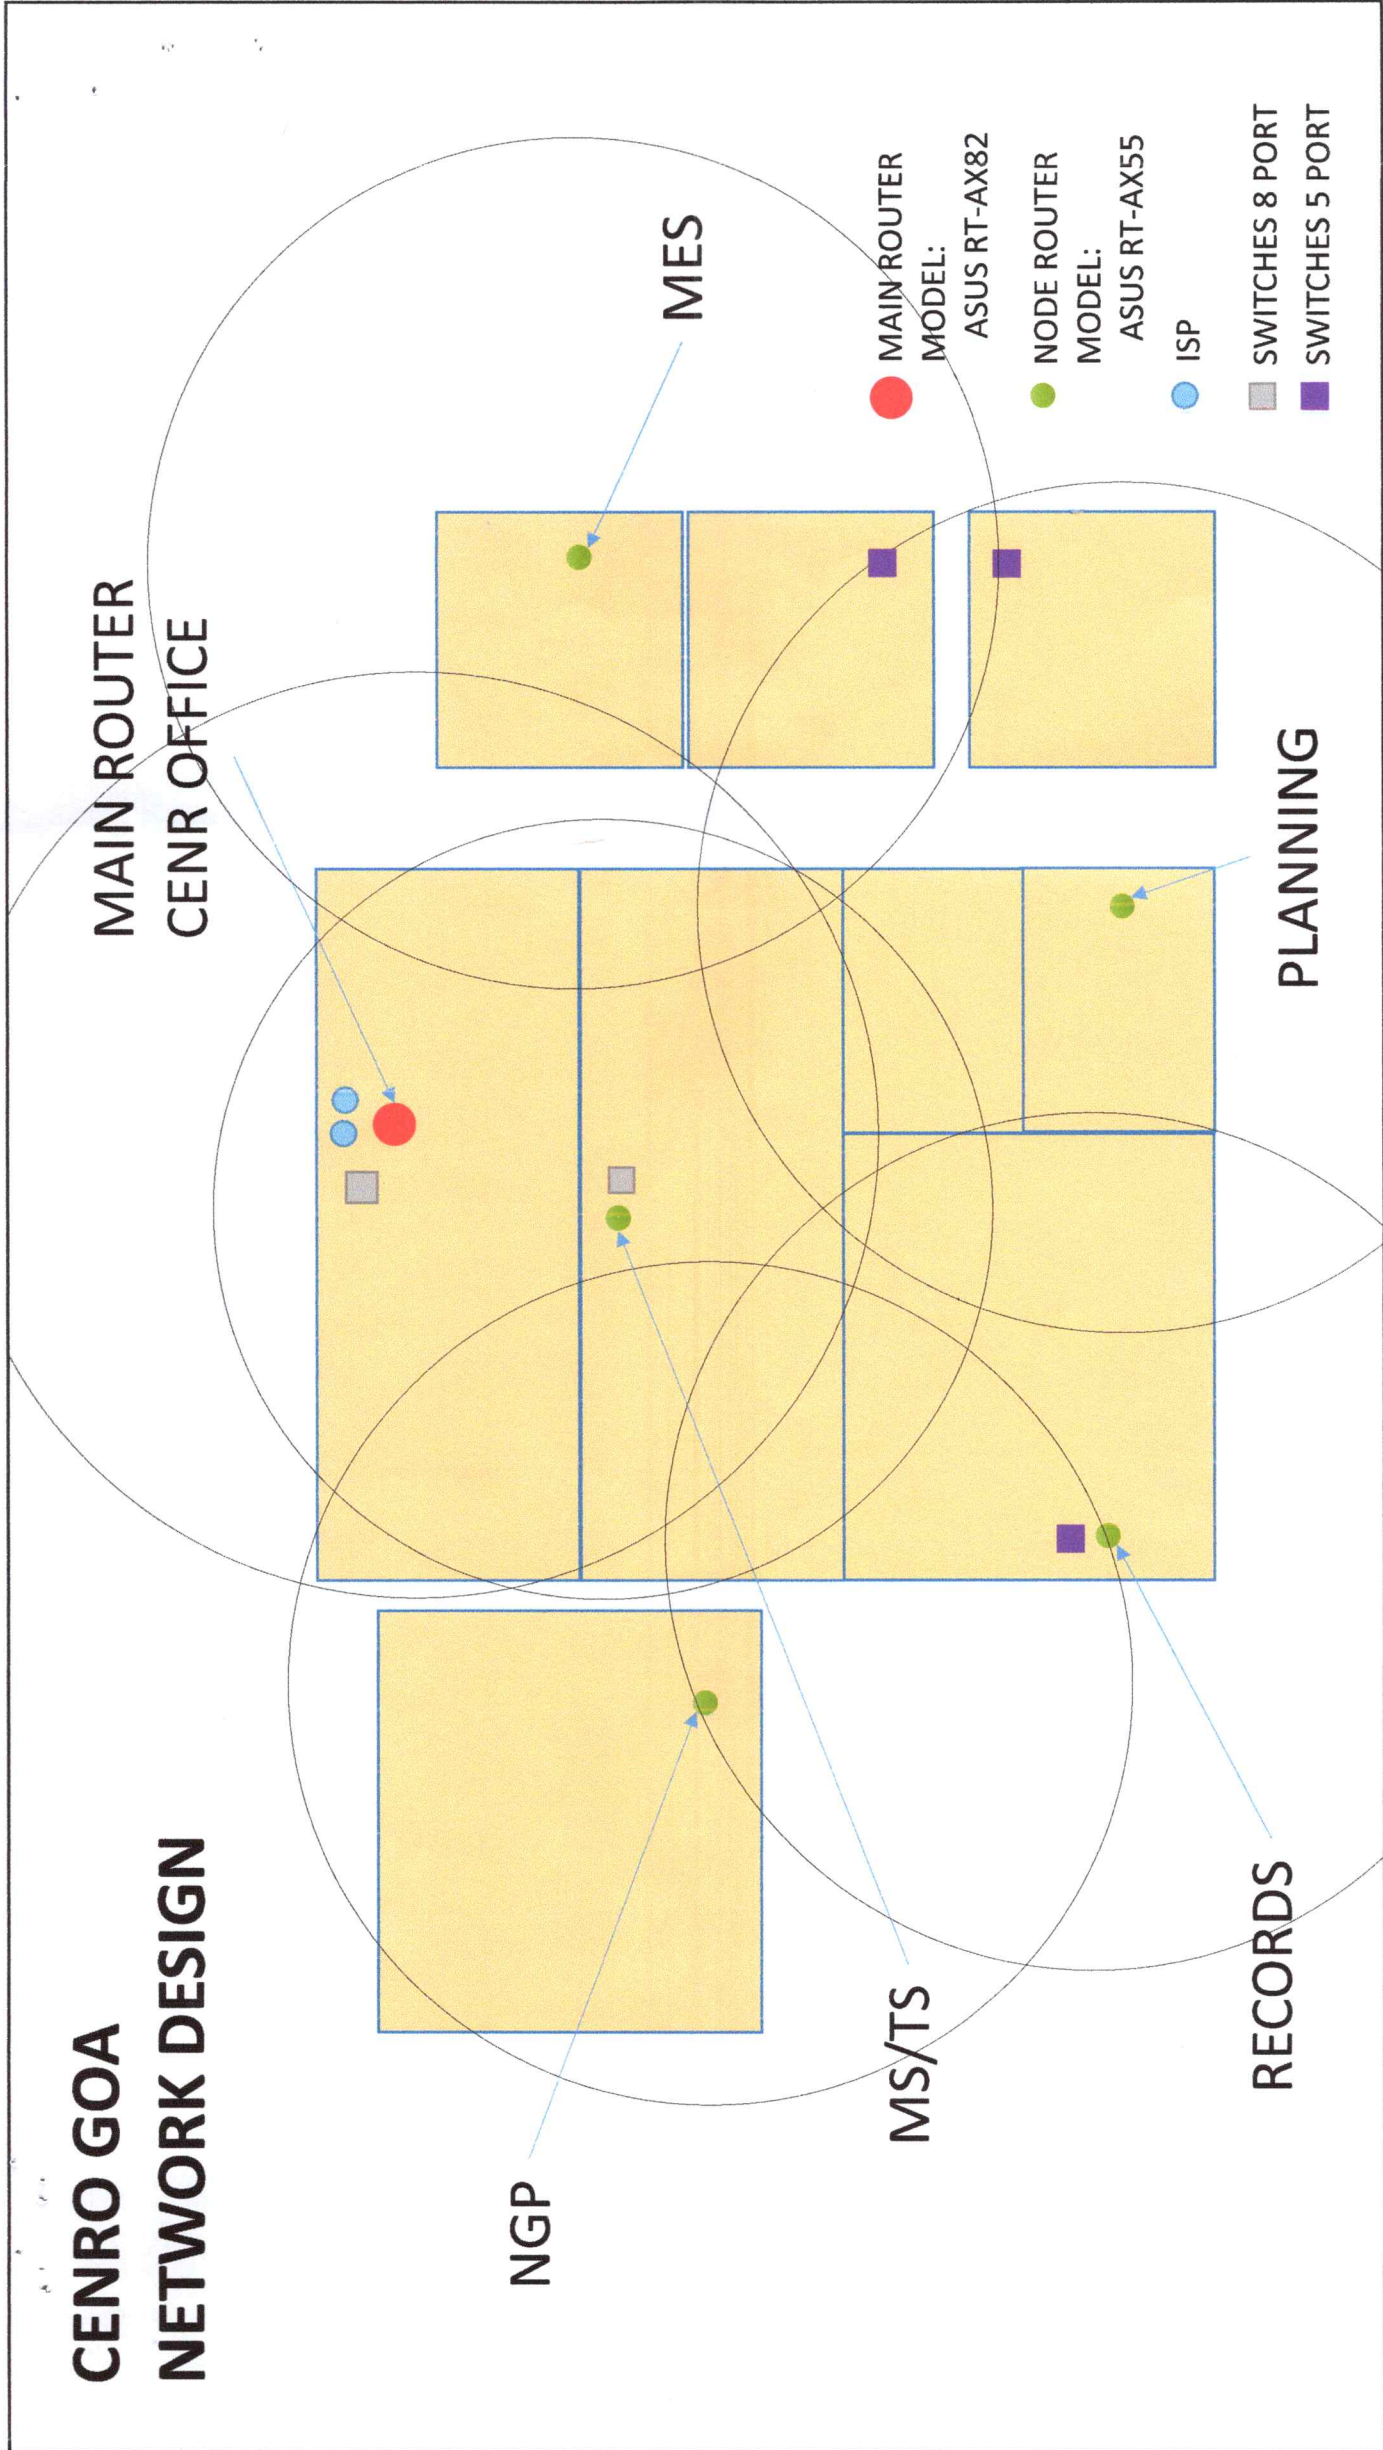 CENRO GOA
NETWORK DESIGN
MAIN ROUTER
CENR OFFICE
NGP
MES
MS/TS
RECORDS
PLANNING
MAIN ROUTER
MODEL:
ASUS RT-AX82
NODE ROUTER
MODEL:
ASUS RT-AX55
ISP
SWITCHES 8 PORT
SWITCHES 5 PORT